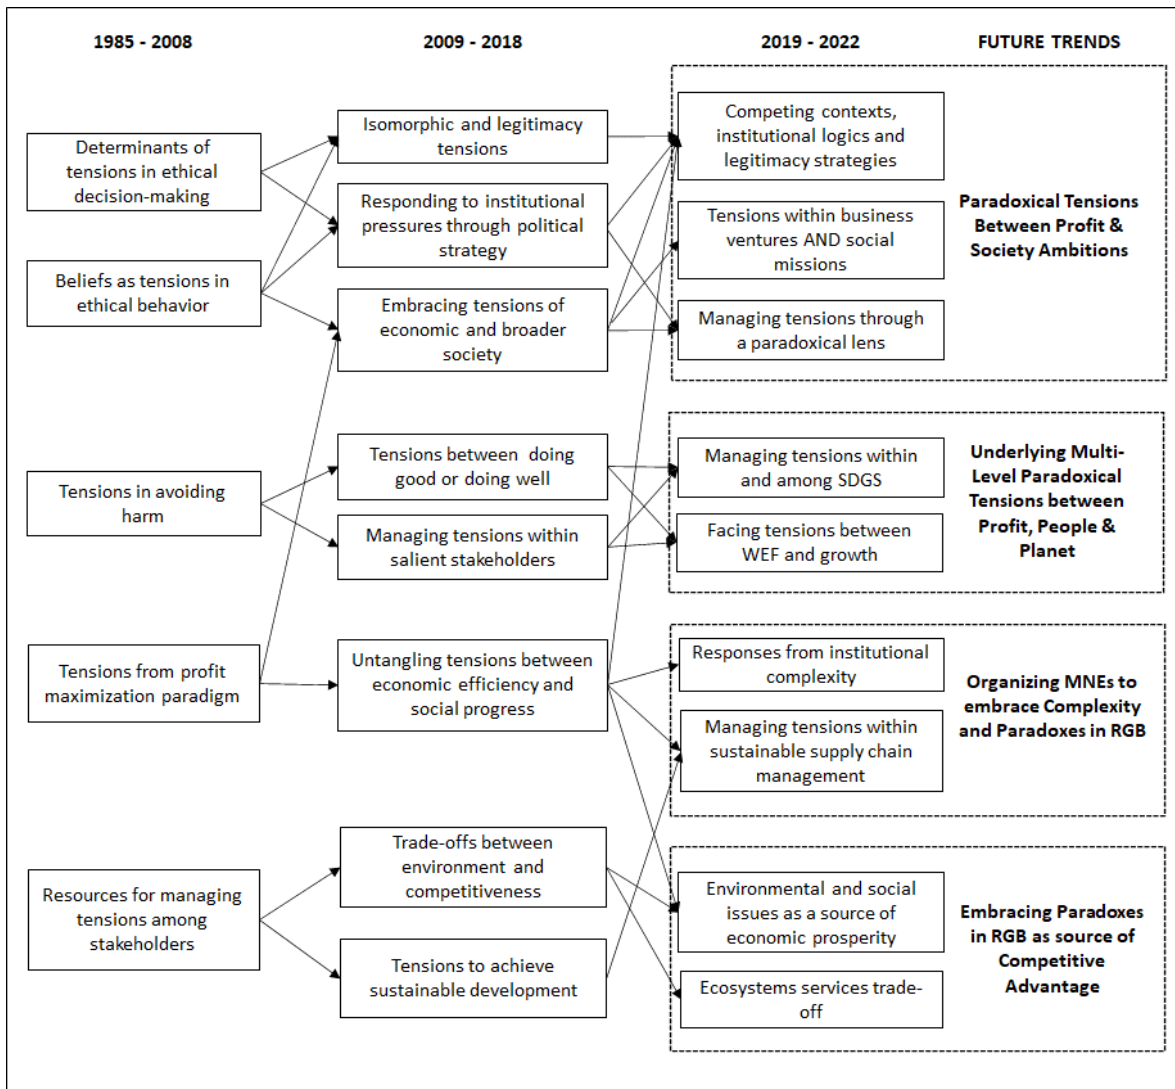 1985 - 2008
2009 - 2018
2019 - 2022
FUTURE TRENDS
Determinants of
tensions in ethical
decision-making
Beliefs as tensions in
ethical behavior
Tensions in avoiding
harm
Tensions from profit
maximization paradigm
Resources for managing
tensions among
stakeholders
Isomorphic and legitimacy
tensions
Responding to institutional
pressures through political
strategy
Embracing tensions of
economic and broader
society
Tensions between doing
good or doing well
Managing tensions within
salient stakeholders
Untangling tensions between
economic efficiency and
social progress
Trade-offs between
environment and
competitiveness
Tensions to achieve
sustainable development
Competing contexts,
institutional logics and
legitimacy strategies
Tensions within business
ventures AND social
missions
Managing tensions through
a paradoxical lens
Managing tensions within
and among SDGS
Facing tensions between
WEF and growth
Responses from institutional
complexity
Managing tensions within
sustainable supply chain
management
Environmental and social
issues as a source of
economic prosperity
Ecosystems services trade-
off
Paradoxical Tensions
Between Profit &
Society Ambitions
Underlying Multi-
Level Paradoxical
Tensions between
Profit, People &
Planet
Organizing MNEs to
embrace Complexity
and Paradoxes in RGB
Embracing Paradoxes
in RGB as source of
Competitive
Advantage